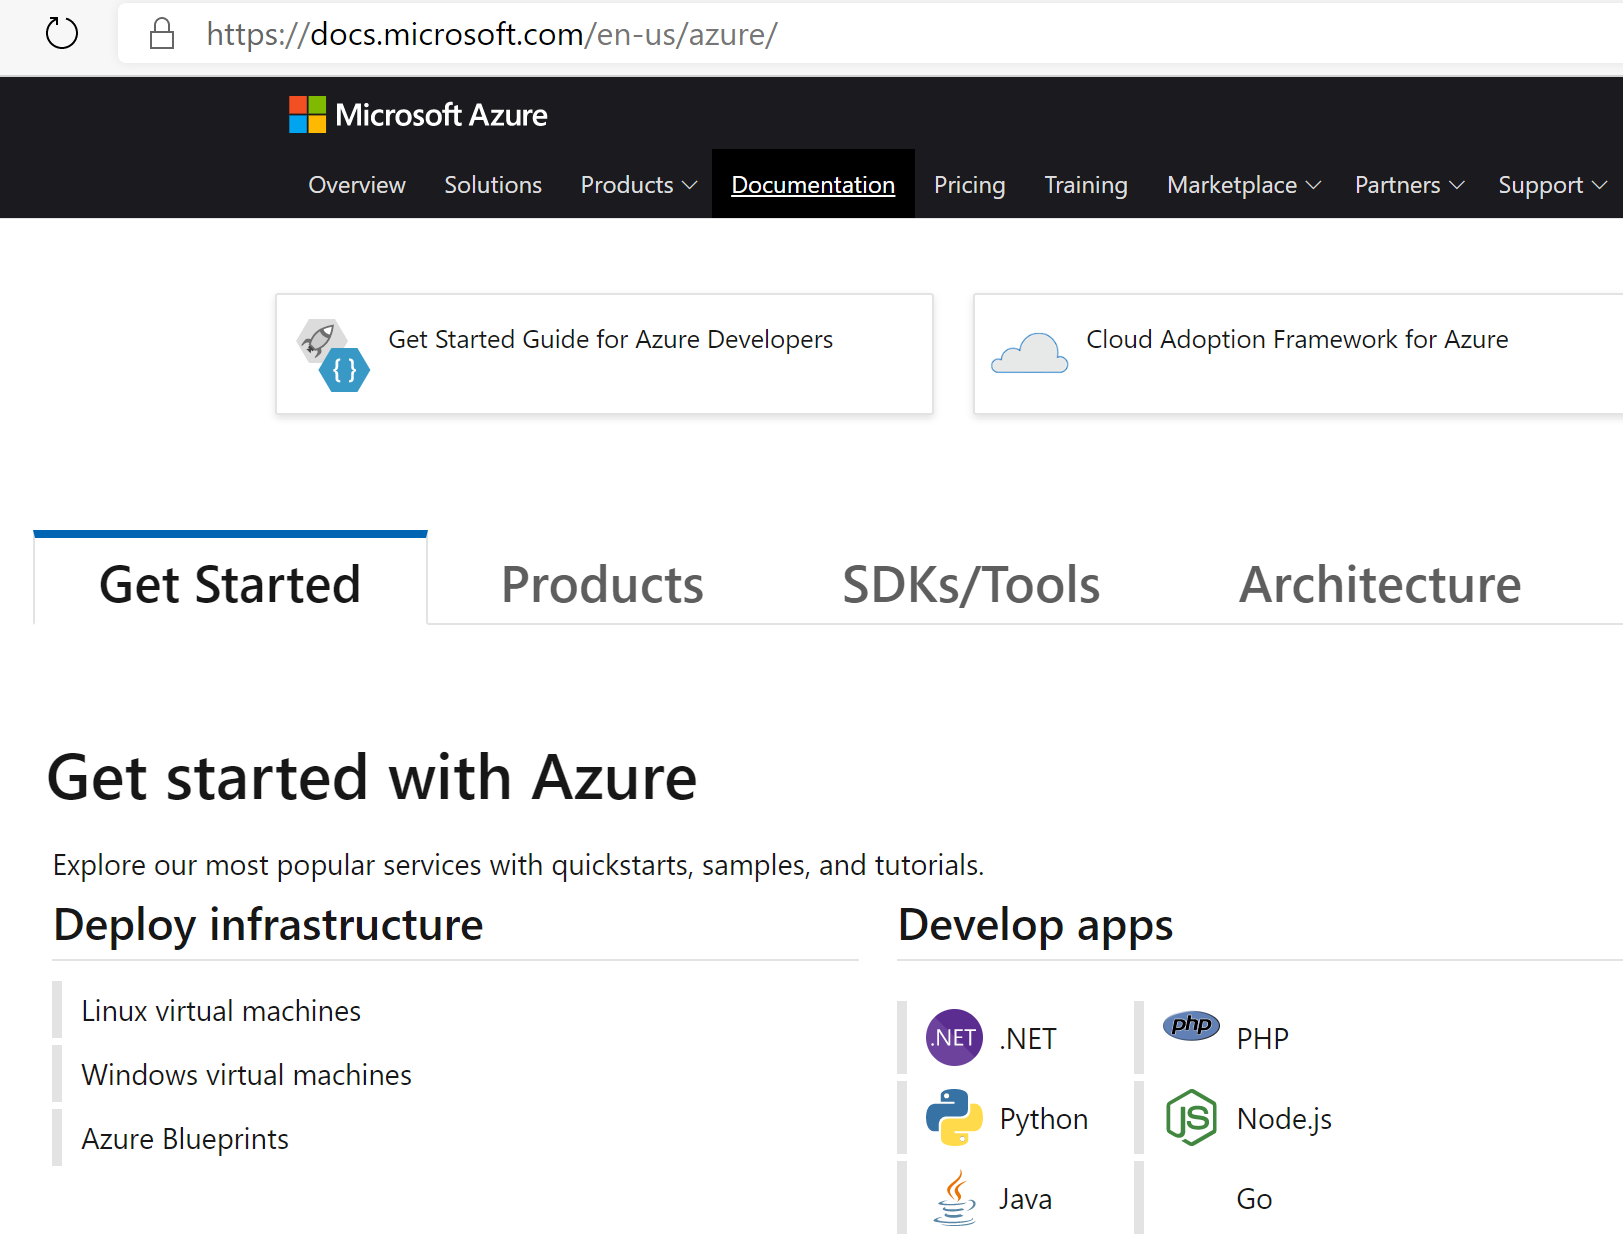 https://docs.microsoft.com/en-us/azure/
Microsoft Azure
Overview Solutions Products Documentation Pricing Training Marketplace Partners Support
Get Started Guide for Azure Developers
Cloud Adoption Framework for Azure
Get Started Products SDKs/Tools Architecture
Get started with Azure
Explore our most popular services with quickstarts, samples, and tutorials.
Deploy infrastructure
Linux virtual machines
Windows virtual machines
Azure Blueprints
Develop apps
.NET .NET
php PHP
Python
JS Node.js
Java
Go